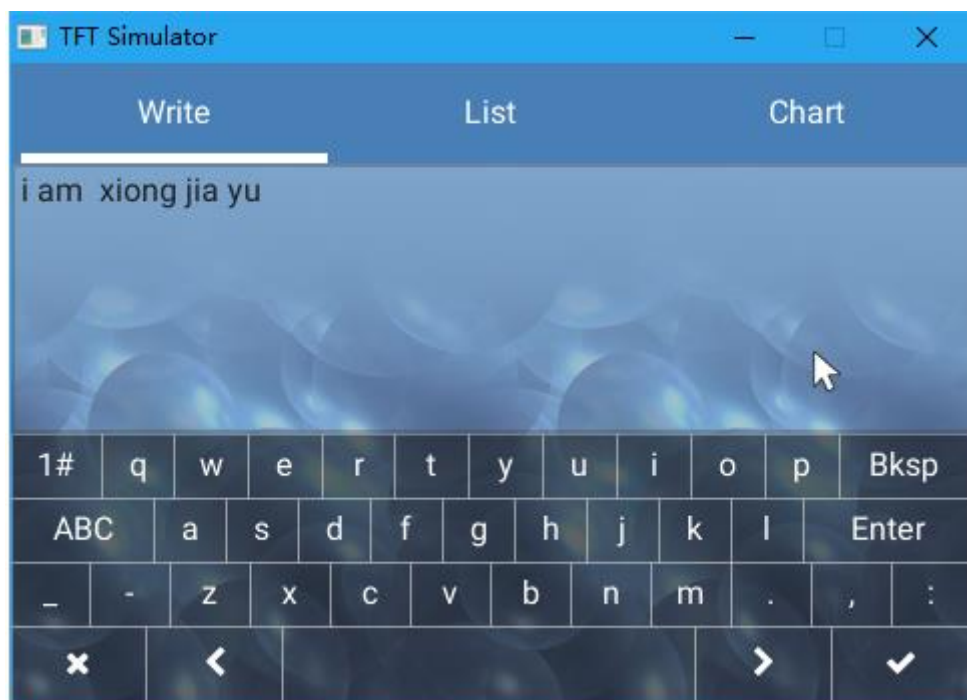 TFT Simulator
Write List Chart
i am  xiong jia yu
1# q w e r t y u i o p Bksp
ABC a s d f g h j k l Enter
_ - z x c v b n m . , :